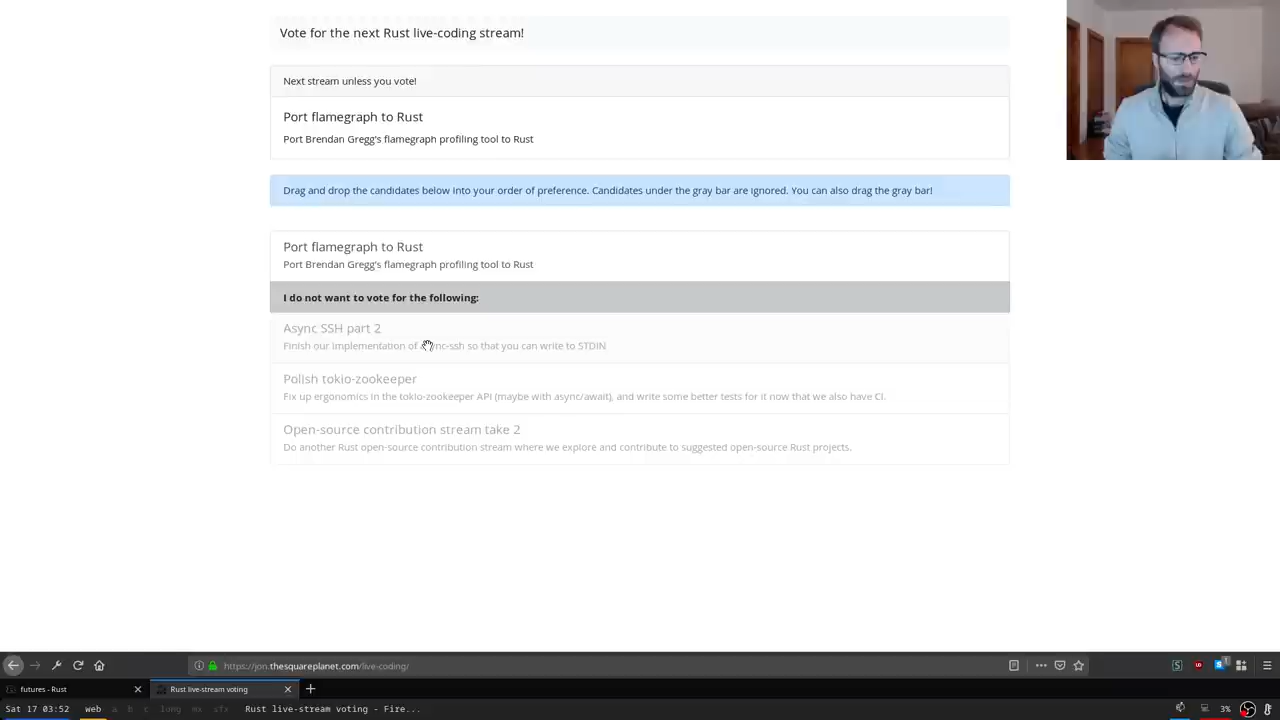 Vote for the next Rust live-coding stream!
Next stream unless you vote!
Port flamegraph to Rust
Port Brendan Gregg's flamegraph profiling tool to Rust
Drag and drop the candidates below into your order of preference. Candidates under the gray bar are ignored. You can also drag the gray bar!
Port flamegraph to Rust
Port Brendan Gregg's flamegraph profiling tool to Rust
I do not want to vote for the following:
Async SSH part 2
Finish our implementation of async-ssh so that you can write to STDIN
Polish tokio-zookeeper
Fix up ergonomics in the tokio-zookeeper API (maybe with async/await), and write some better tests for it now that we also have CI.
Open-source contribution stream take 2
Do another Rust open-source contribution stream where we explore and contribute to suggested open-source Rust projects.
https://jon.thesquareplanet.com/live-coding/
futures - Rust
Rust live-stream voting
Sat 17 03:52 web a b c lung mx sfx Rust live-stream voting - Fire... 3%